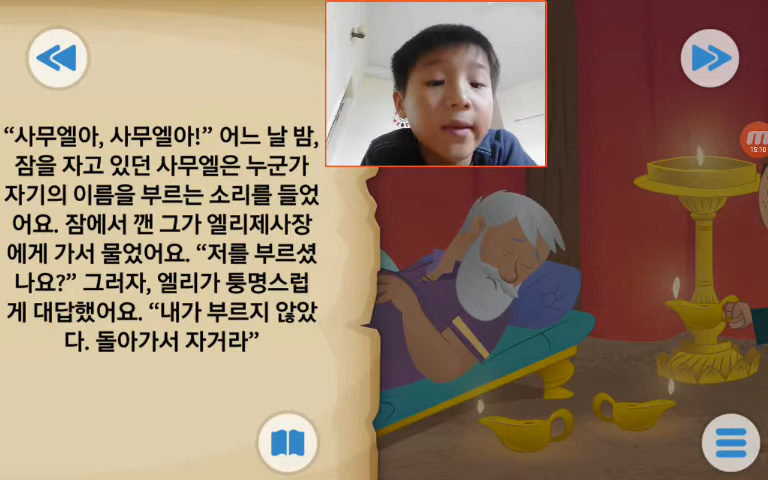 “사무엘아, 사무엘아!” 어느 날 밤,
잠을 자고 있던 사무엘은 누군가
자기의 이름을 부르는 소리를 들었
어요. 잠에서 깬 그가 엘리제사장
에게 가서 물었어요. “저를 부르셨
나요?” 그러자, 엘리가 퉁명스럽
게 대답했어요. “내가 부르지 않았
다. 돌아가서 자거라”
15:10